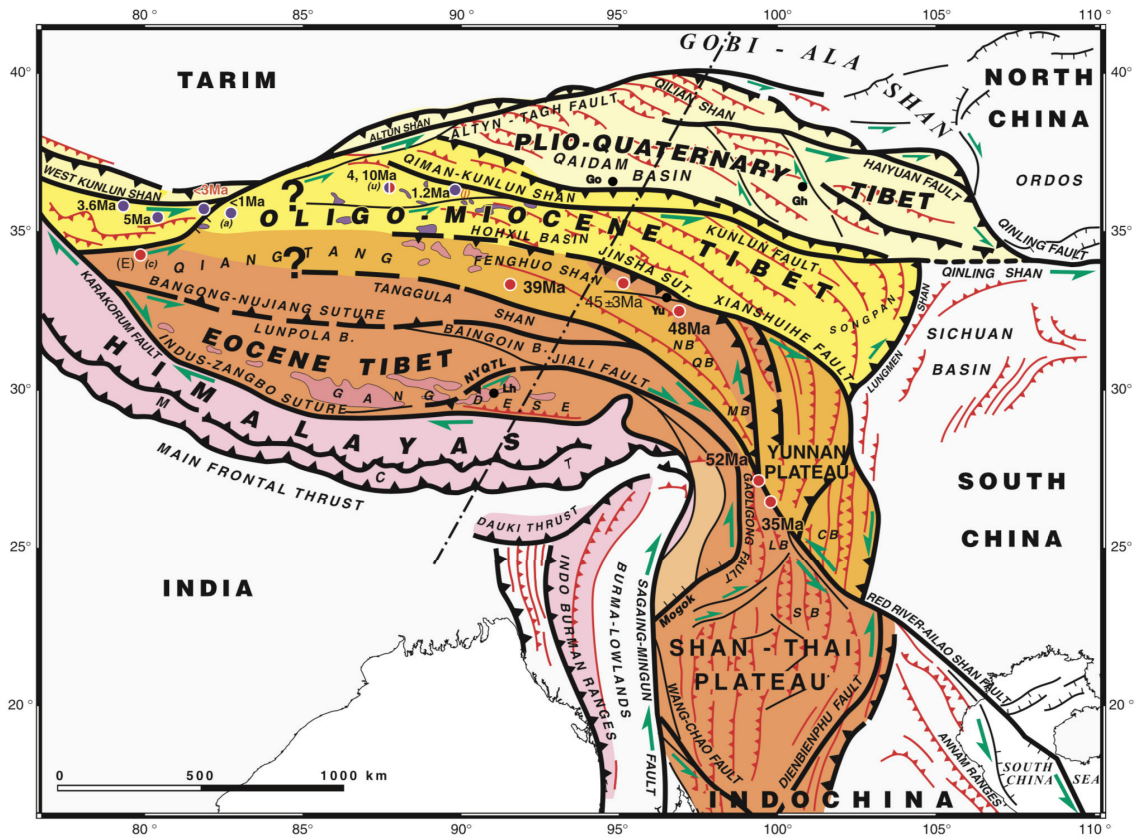 80°
85°
90°
95°
100°
105°
110°
40°
35°
30°
25°
20°
40°
35°
30°
25°
20°
80°
85°
90°
95°
100°
105°
110°
GOBI - ALA
SHAN
TARIM
NORTH
CHINA
ORDOS
ALTUN SHAN
ALTYN - TAGH FAULT
QILIAN SHAN
PLIO-QUATERNARY
TIBET
QAIDAM
BASIN
Go
Gh
HAIYUAN FAULT
QINLING FAULT
QINLING SHAN
WEST KUNLUN SHAN
<3Ma
3.6Ma
5Ma
<1Ma
(a)
4, 10Ma
(u)
1.2Ma
QIMAN-KUNLUN SHAN
?
OLIGO-MIOCENE TIBET
HOHXIL BASIN
KUNLUN FAULT
JINSHA SUT.
XIANSHUIHE FAULT
SONGPAN
LUNGMEN SHAN
(E)
(c)
QIANGTANG
?
FENGHUO SHAN
39Ma
45±3Ma
Yu
48Ma
NB
QB
MB
TANGGULA
SHAN
BANGONG-NUJIANG SUTURE
LUNPOLA B.
BAINGOIN B.
JIALI FAULT
EOCENE TIBET
NYQTL
Lh
GANGDESE
KARAKORUM FAULT
INDUS-ZANGBO SUTURE
HIMALAYAS
M
C
T
MAIN FRONTAL THRUST
SICHUAN
BASIN
YUNNAN
PLATEAU
52Ma
35Ma
GAOLIGONG FAULT
LB
CB
SB
SOUTH
CHINA
INDIA
DAUKI THRUST
INDO BURMAN RANGES
BURMA-LOWLANDS
SAGAING-MINGUN FAULT
Mogok
SHAN - THAI
PLATEAU
WANG-CHAO FAULT
DIENBIENPHU FAULT
RED RIVER-AILAO SHAN FAULT
ANNAM RANGES
SOUTH
CHINA SEA
INDOCHINA
0 500 1000 km